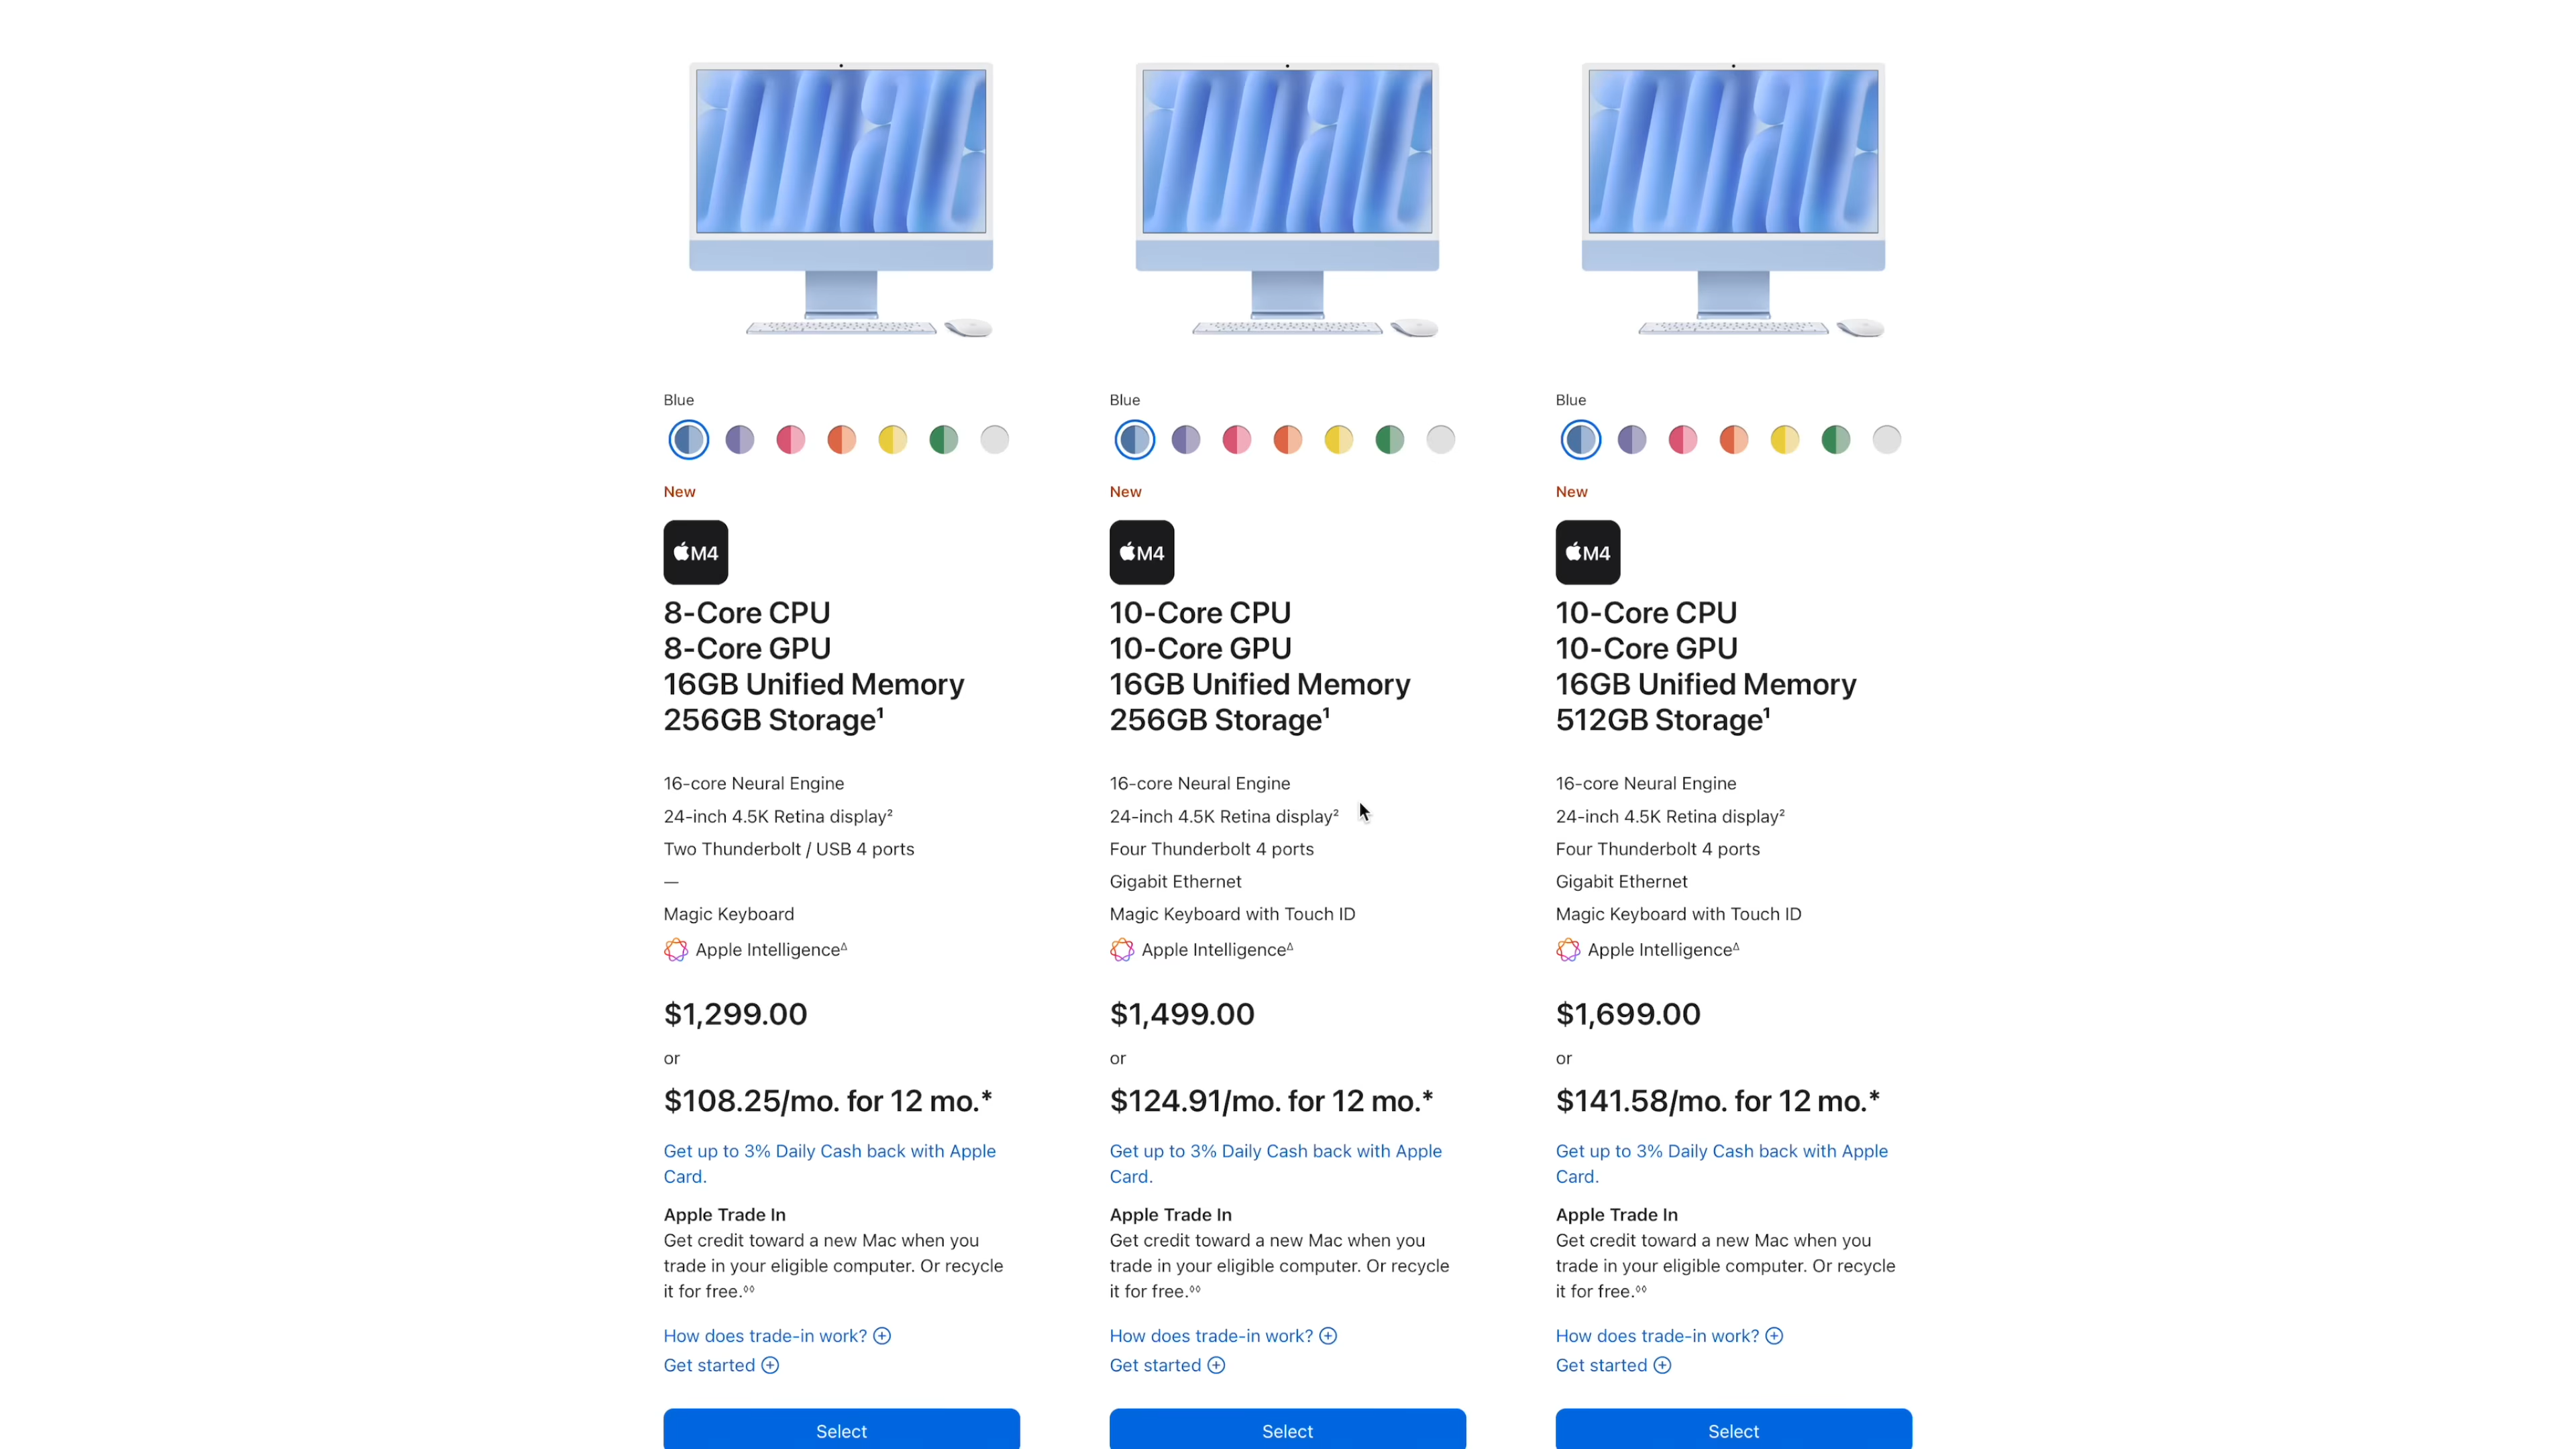 Blue
New
M4
8-Core CPU
8-Core GPU
16GB Unified Memory
256GB Storage¹
16-core Neural Engine
24-inch 4.5K Retina display²
Two Thunderbolt / USB 4 ports
—
Magic Keyboard
Apple IntelligenceΔ
$1,299.00
or
$108.25/mo. for 12 mo.*
Get up to 3% Daily Cash back with Apple
Card.
Apple Trade In
Get credit toward a new Mac when you
trade in your eligible computer. Or recycle
it for free.◊◊
How does trade-in work?
Get started
Select
Blue
New
M4
10-Core CPU
10-Core GPU
16GB Unified Memory
256GB Storage¹
16-core Neural Engine
24-inch 4.5K Retina display²
Four Thunderbolt 4 ports
Gigabit Ethernet
Magic Keyboard with Touch ID
Apple IntelligenceΔ
$1,499.00
or
$124.91/mo. for 12 mo.*
Get up to 3% Daily Cash back with Apple
Card.
Apple Trade In
Get credit toward a new Mac when you
trade in your eligible computer. Or recycle
it for free.◊◊
How does trade-in work?
Get started
Select
Blue
New
M4
10-Core CPU
10-Core GPU
16GB Unified Memory
512GB Storage¹
16-core Neural Engine
24-inch 4.5K Retina display²
Four Thunderbolt 4 ports
Gigabit Ethernet
Magic Keyboard with Touch ID
Apple IntelligenceΔ
$1,699.00
or
$141.58/mo. for 12 mo.*
Get up to 3% Daily Cash back with Apple
Card.
Apple Trade In
Get credit toward a new Mac when you
trade in your eligible computer. Or recycle
it for free.◊◊
How does trade-in work?
Get started
Select